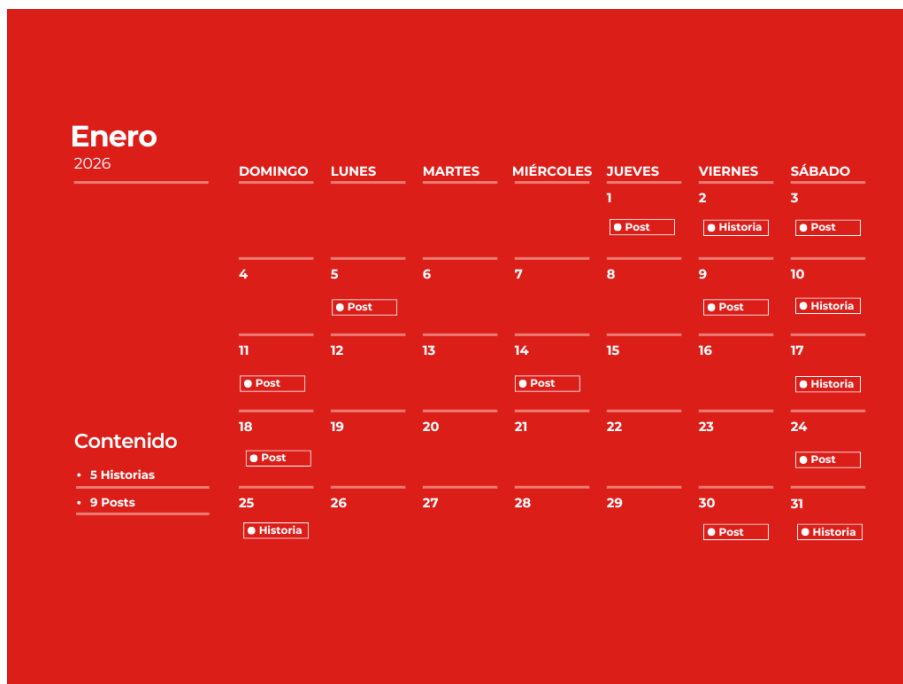 Enero
2026
DOMINGO LUNES MARTES MIÉRCOLES JUEVES VIERNES SÁBADO
1 2 3
Post Historia Post
4 5 6 7 8 9 10
Post Post Historia
11 12 13 14 15 16 17
Post Post Historia
18 19 20 21 22 23 24
Post Post
Contenido
• 5 Historias
• 9 Posts
25 26 27 28 29 30 31
Historia Post Historia